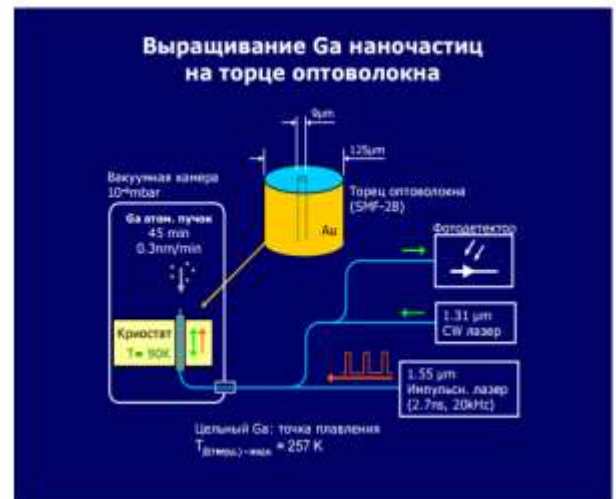 Выращивание Ga наночастиц
на торце оптоволокна
9μm
125μm
Вакуумная камера
10⁻⁶mbar
Ga атом. пучок
45 min
0.3nm/min
Торец оптоволокна
(SMF-28)
Au
Фотодетектор
Криостат
T= 90K
1.31 μm
CW лазер
1.55 μm
Импульсн. лазер
(2.7ns, 20kHz)
Цельный Ga: точка плавления
T = 257 K